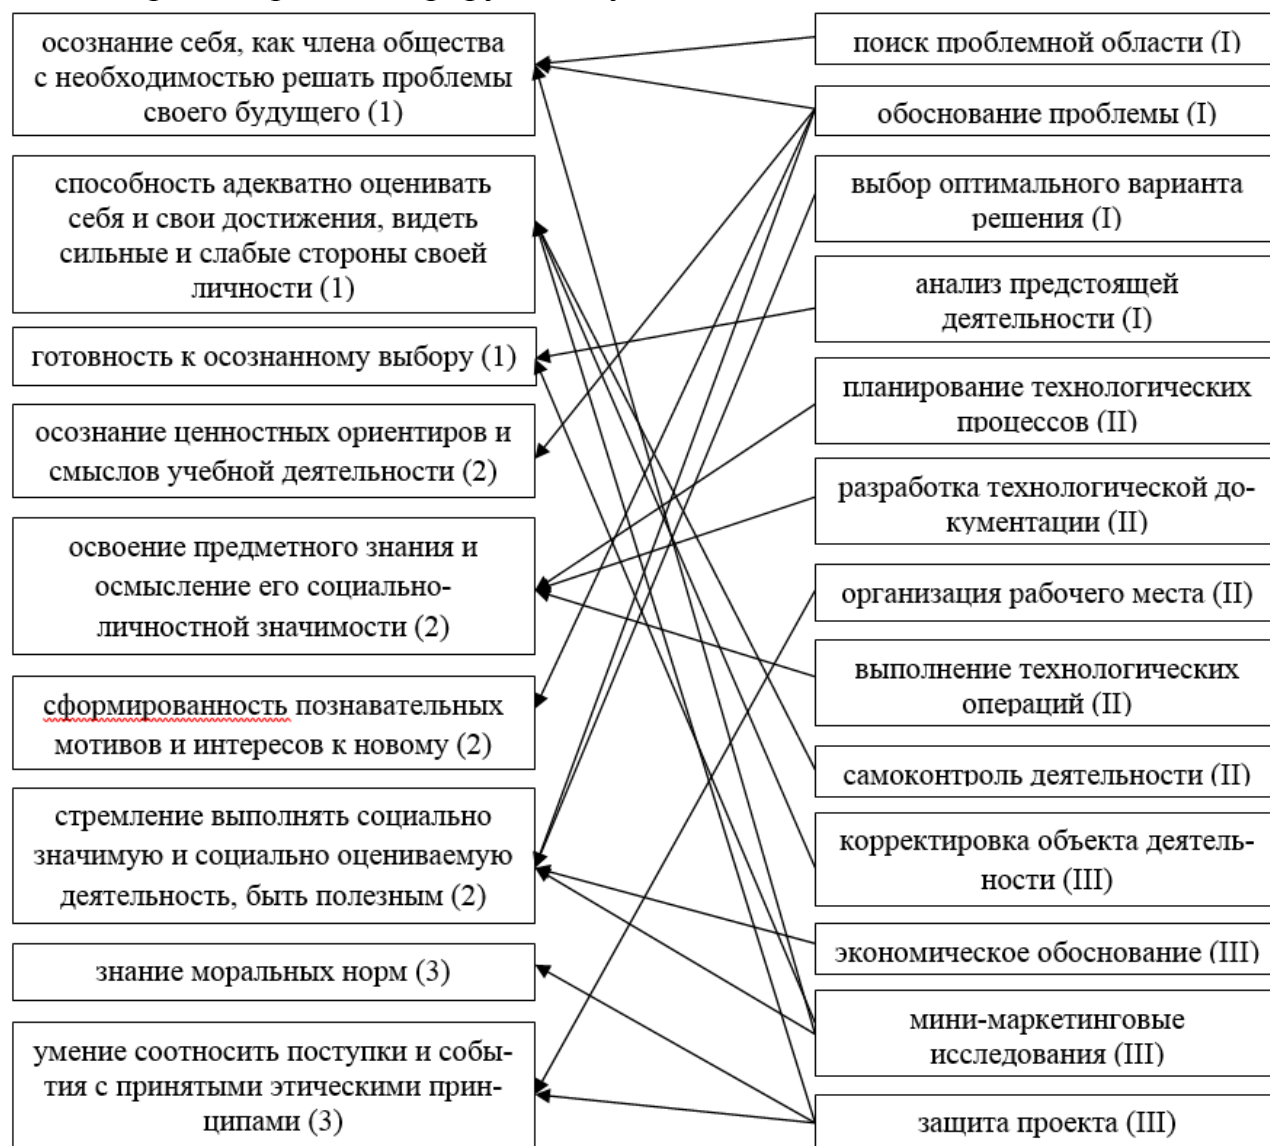 осознание себя, как члена общества
с необходимостью решать проблемы
своего будущего (1)
способность адекватно оценивать
себя и свои достижения, видеть
сильные и слабые стороны своей
личности (1)
готовность к осознанному выбору (1)
осознание ценностных ориентиров и
смыслов учебной деятельности (2)
освоение предметного знания и
осмысление его социально-
личностной значимости (2)
сформированность познавательных
мотивов и интересов к новому (2)
стремление выполнять социально
значимую и социально оцениваемую
деятельность, быть полезным (2)
знание моральных норм (3)
умение соотносить поступки и собы-
тия с принятыми этическими прин-
ципами (3)
поиск проблемной области (I)
обоснование проблемы (I)
выбор оптимального варианта
решения (I)
анализ предстоящей
деятельности (I)
планирование технологических
процессов (II)
разработка технологической до-
кументации (II)
организация рабочего места (II)
выполнение технологических
операций (II)
самоконтроль деятельности (II)
корректировка объекта деятель-
ности (III)
экономическое обоснование (III)
мини-маркетинговые
исследования (III)
защита проекта (III)